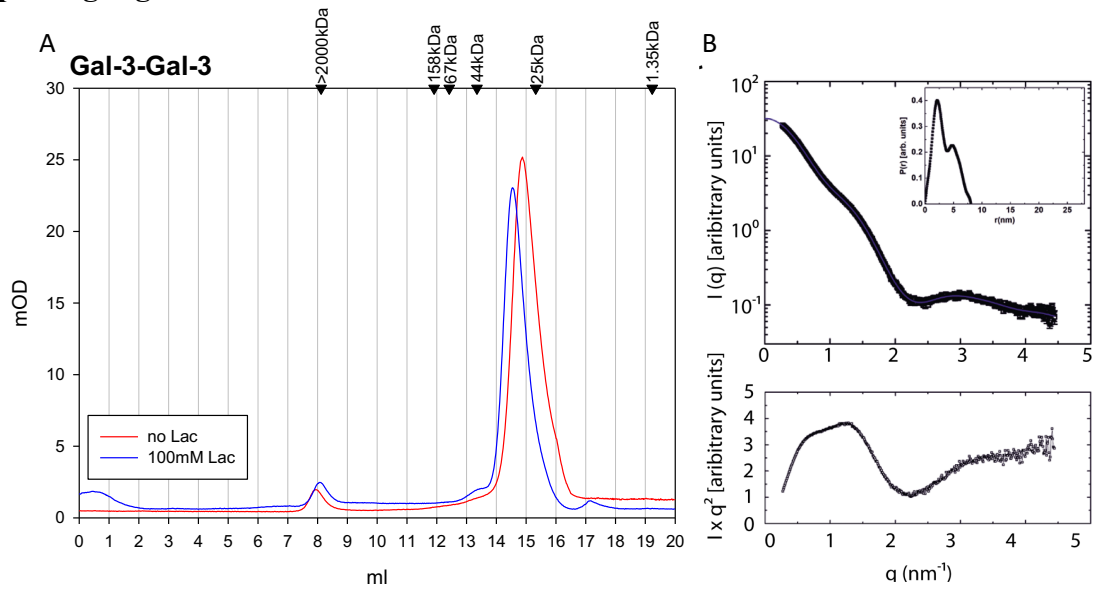 A
Gal-3-Gal-3
>2000kDa
158kDa
67kDa
44kDa
25kDa
1.35kDa
30
25
20
15
10
5
0
mOD
no Lac
100mM Lac
0 1 2 3 4 5 6 7 8 9 10 11 12 13 14 15 16 17 18 19 20
ml
B
10²
10¹
10⁰
10⁻¹
I (q) [aribitrary units]
0 1 2 3 4 5
0.4
0.3
0.2
0.1
0.0
P(r) [arb. units]
0 5 10 15 20 25
r(nm)
5
4
3
2
1
0
I x q² [aribitrary units]
0 1 2 3 4 5
q (nm⁻¹)